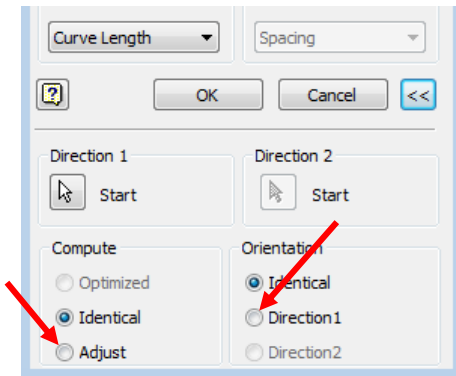 Curve Length Spacing
OK Cancel <<
Direction 1 Direction 2
Start Start
Compute Orientation
Optimized Identical
Identical Direction1
Adjust Direction2